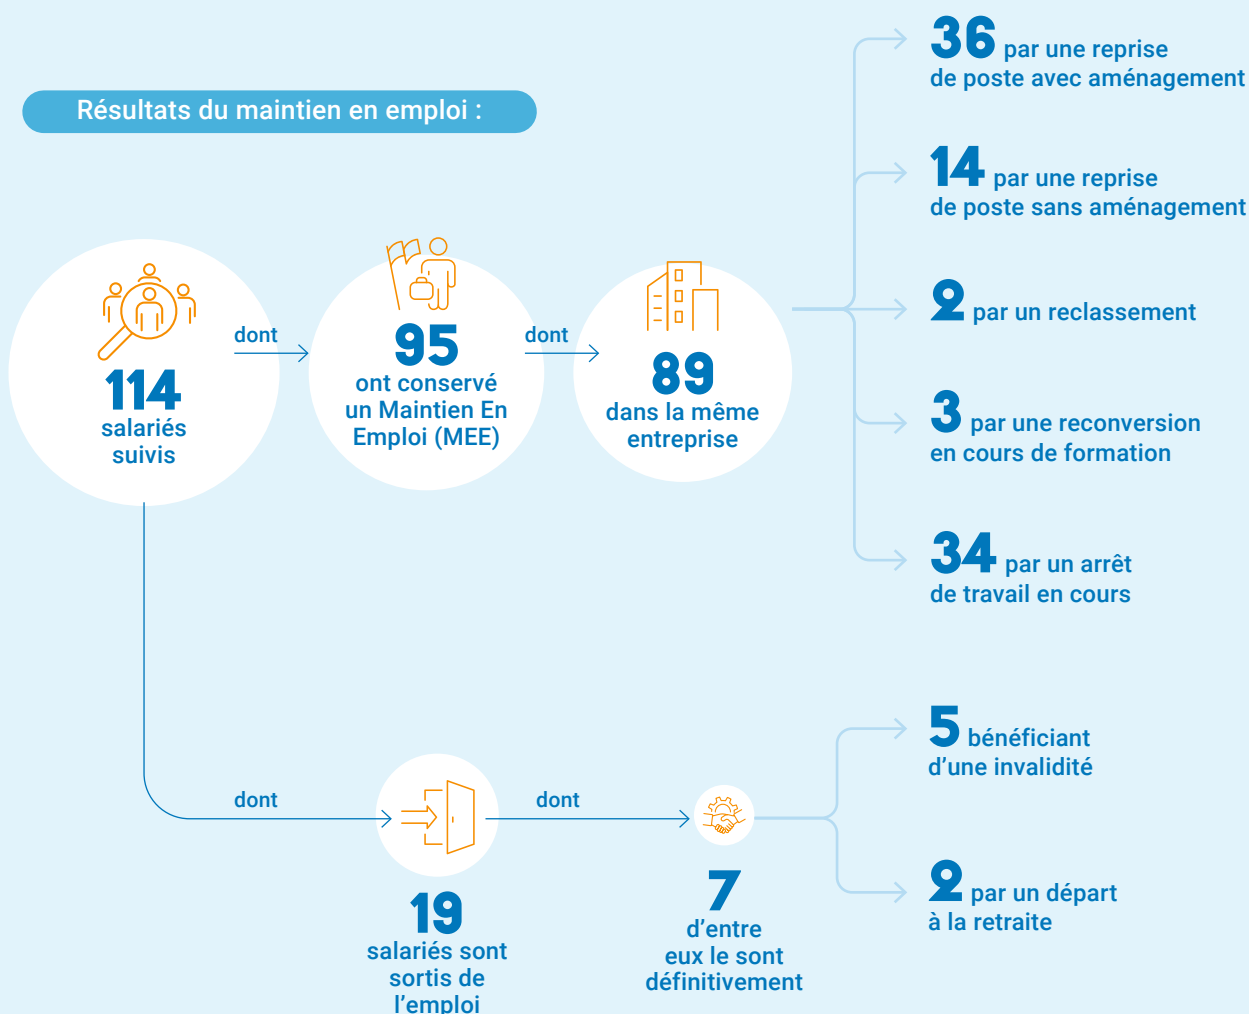 Résultats du maintien en emploi :
114
salariés
suivis
dont
95
ont conservé
un Maintien En
Emploi (MEE)
dont
89
dans la même
entreprise
36 par une reprise
de poste avec aménagement
14 par une reprise
de poste sans aménagement
2 par un reclassement
3 par une reconversion
en cours de formation
34 par un arrêt
de travail en cours
dont
19
salariés sont
sortis de
l’emploi
dont
7
d’entre
eux le sont
définitivement
5 bénéficiant
d’une invalidité
2 par un départ
à la retraite